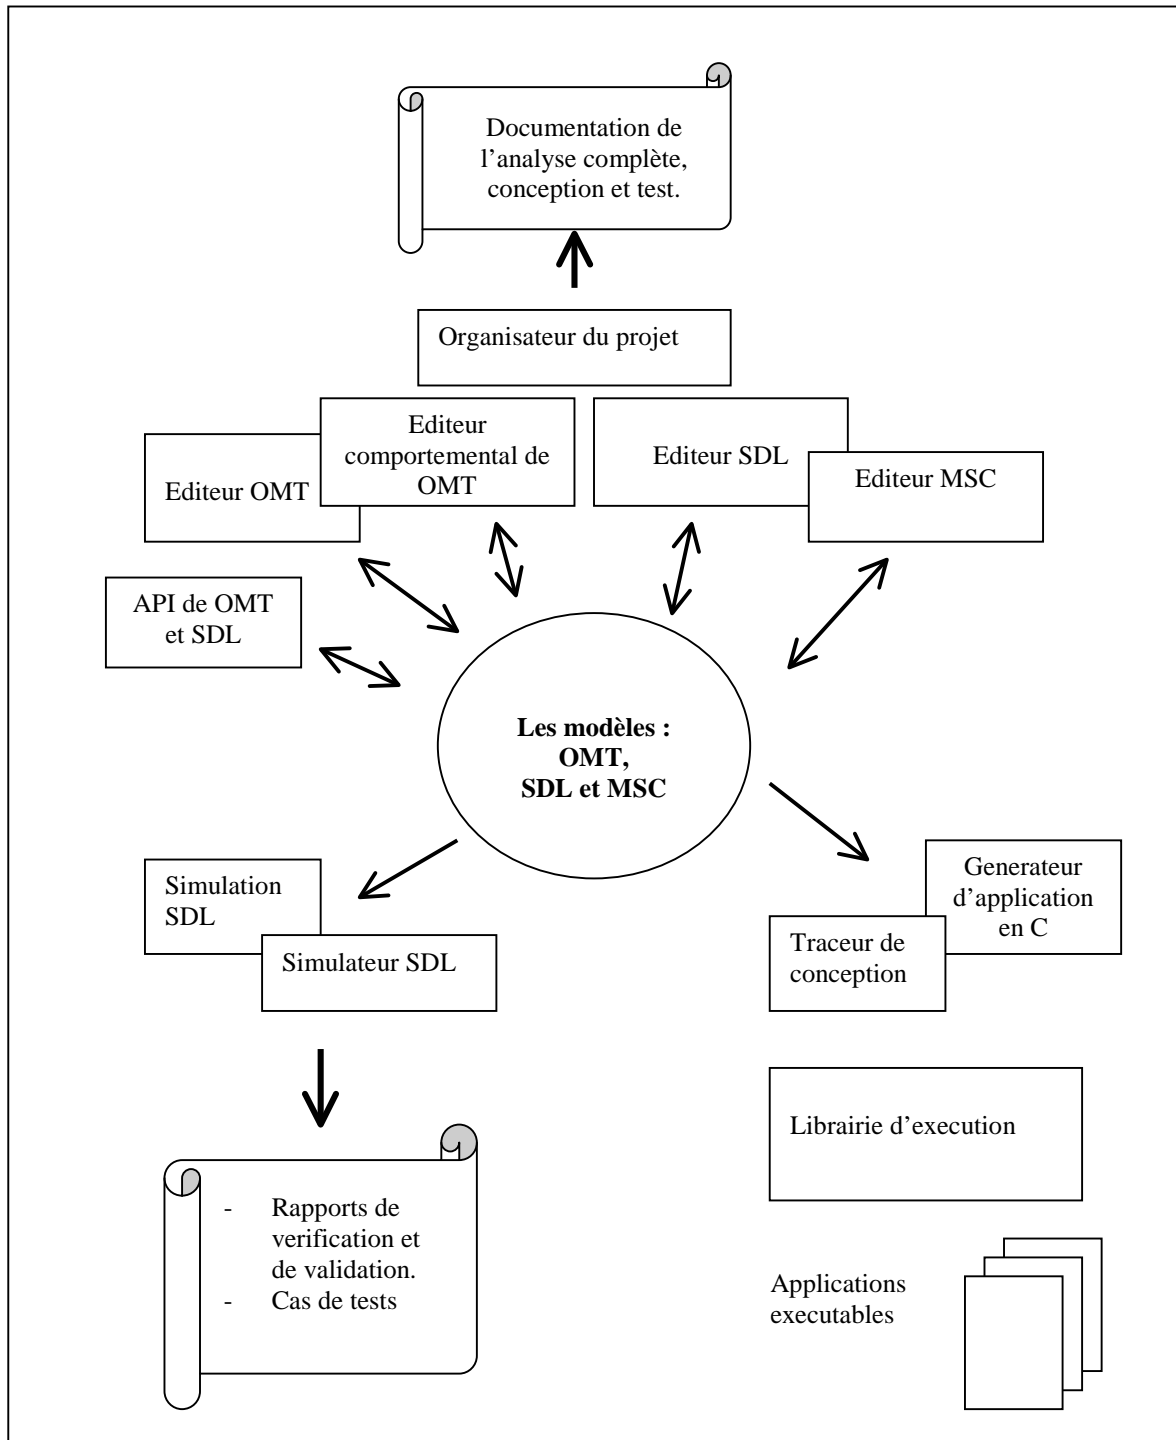 Documentation de
l'analyse complète,
conception et test.
Organisateur du projet
Editeur
comportemental de
OMT
Editeur OMT
Editeur SDL
Editeur MSC
API de OMT
et SDL
Les modèles :
OMT,
SDL et MSC
Simulation
SDL
Simulateur SDL
Generateur
d'application
en C
Traceur de
conception
Librairie d'execution
- Rapports de
verification et
de validation.
- Cas de tests
Applications
executables